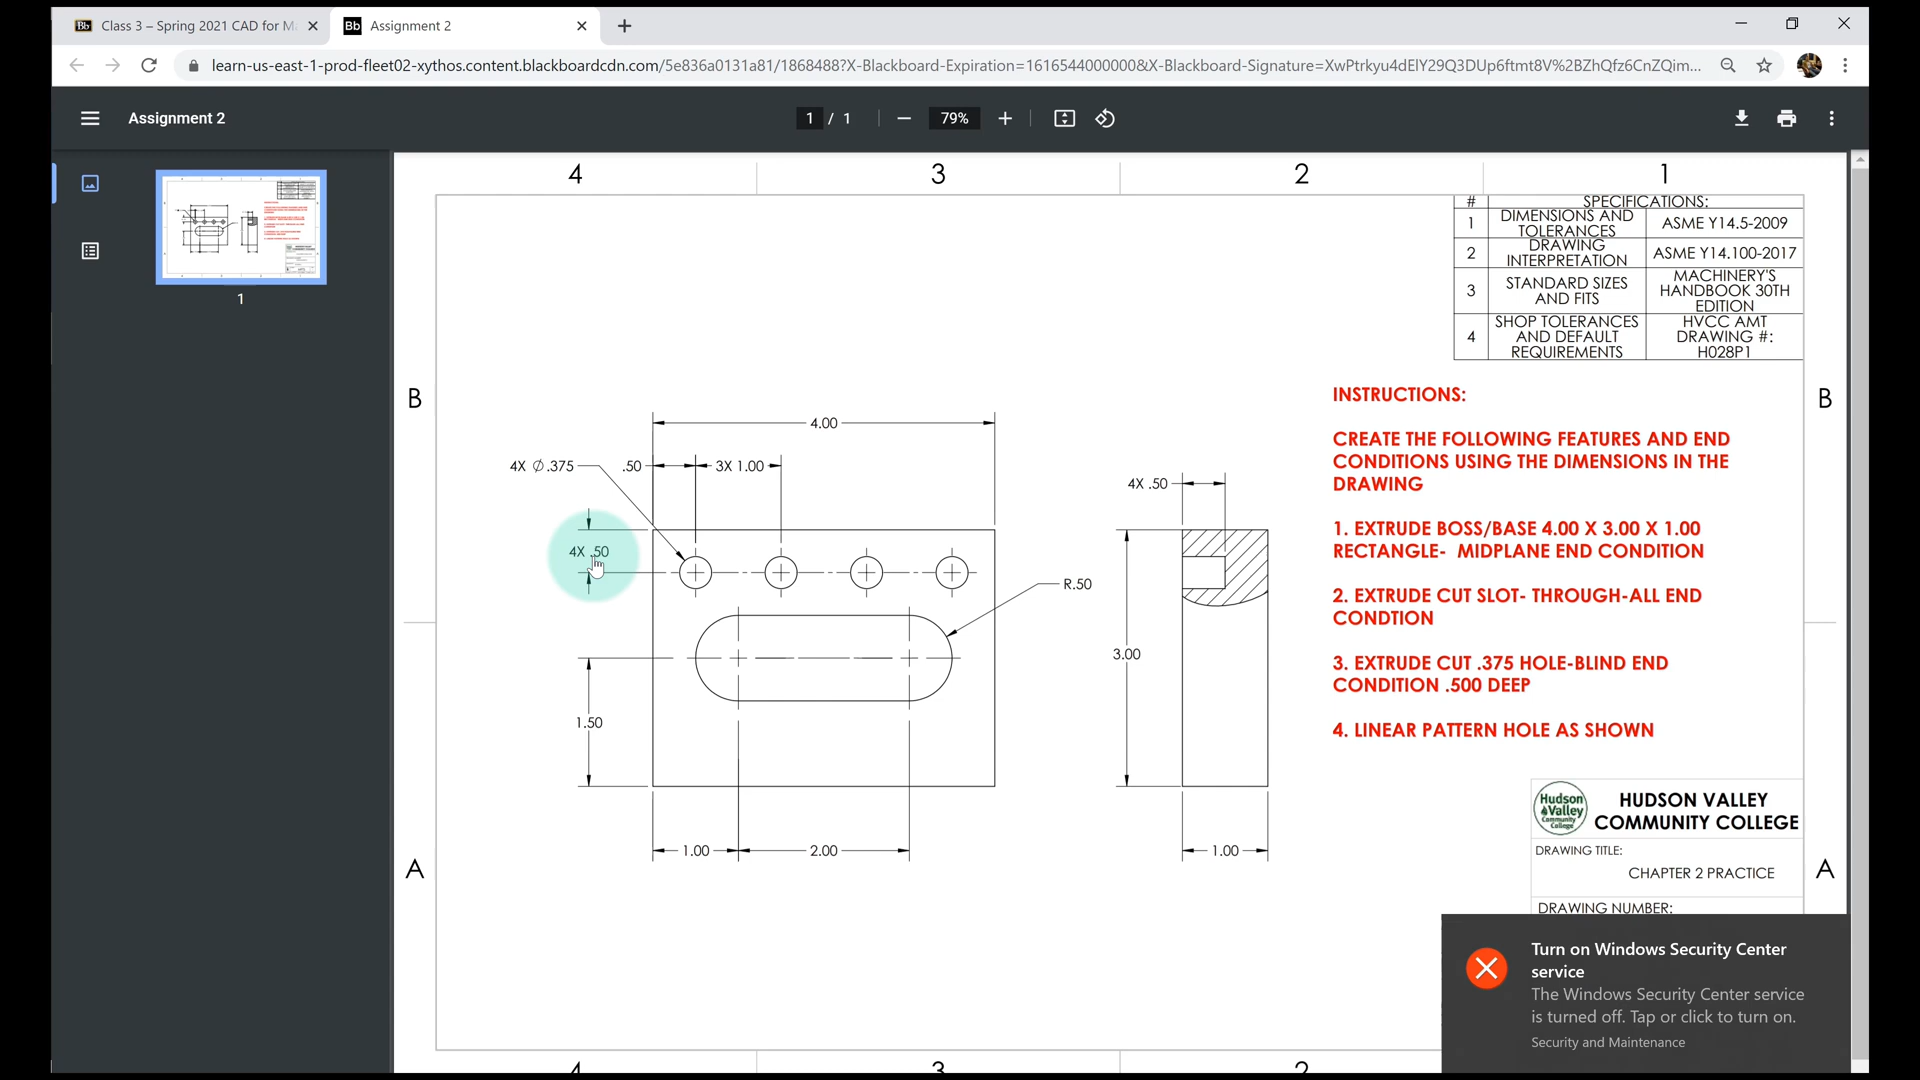 Class 3 – Spring 2021 CAD for M
Assignment 2
learn-us-east-1-prod-fleet02-xythos.content.blackboardcdn.com/5e836a0131a81/1868488?X-Blackboard-Expiration=1616544000000&X-Blackboard-Signature=XwPtrkyu4dElY29Q3DUp6ftmt8V%2BZhQfz6CnZQim...
Assignment 2
1 / 1
79%
1
4 3 2 1
# SPECIFICATIONS:
1 DIMENSIONS AND TOLERANCES ASME Y14.5-2009
2 DRAWING INTERPRETATION ASME Y14.100-2017
3 STANDARD SIZES AND FITS MACHINERY'S HANDBOOK 30TH EDITION
4 SHOP TOLERANCES AND DEFAULT REQUIREMENTS HVCC AMT DRAWING #: H028P1
B B
INSTRUCTIONS:
CREATE THE FOLLOWING FEATURES AND END
CONDITIONS USING THE DIMENSIONS IN THE
DRAWING
1. EXTRUDE BOSS/BASE 4.00 X 3.00 X 1.00
RECTANGLE- MIDPLANE END CONDITION
2. EXTRUDE CUT SLOT- THROUGH-ALL END
CONDTION
3. EXTRUDE CUT .375 HOLE-BLIND END
CONDITION .500 DEEP
4. LINEAR PATTERN HOLE AS SHOWN
4.00
4X Ø.375
.50
3X 1.00
4X .50
4X .50
R.50
3.00
1.50
1.00
2.00
1.00
A A
Hudson
Valley
Community
College
HUDSON VALLEY
COMMUNITY COLLEGE
DRAWING TITLE:
CHAPTER 2 PRACTICE
DRAWING NUMBER:
Turn on Windows Security Center
service
The Windows Security Center service
is turned off. Tap or click to turn on.
Security and Maintenance
4 3 2